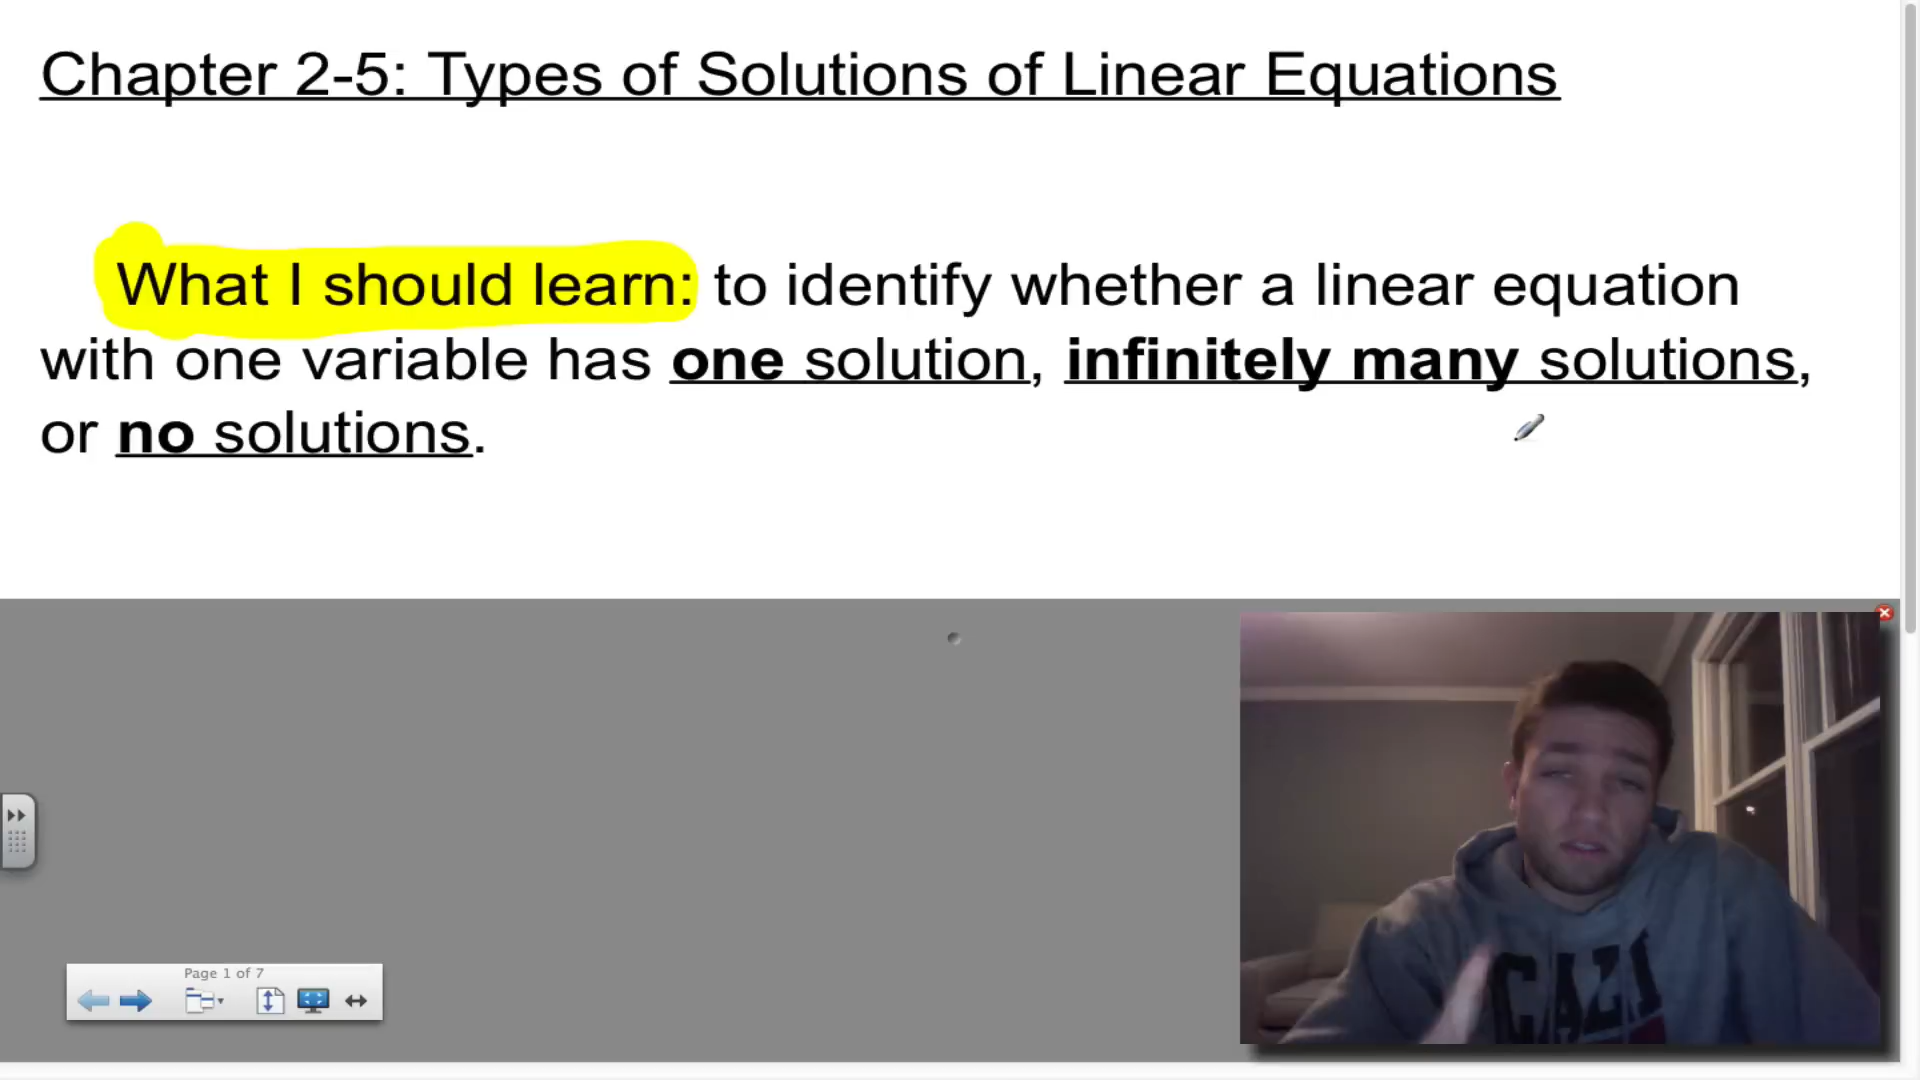 Chapter 2-5: Types of Solutions of Linear Equations
What I should learn: to identify whether a linear equation
with one variable has one solution, infinitely many solutions,
or no solutions.
Page 1 of 7